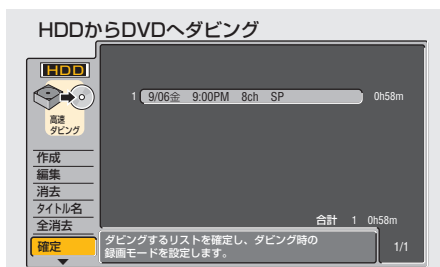 HDDからDVDへダビング
HDD
高速
ダビング
1 9/06金 9:00PM 8ch SP 0h58m
作成
編集
消去
タイトル名
全消去
確定
合計 1 0h58m
ダビングするリストを確定し、ダビング時の
録画モードを設定します。
1/1